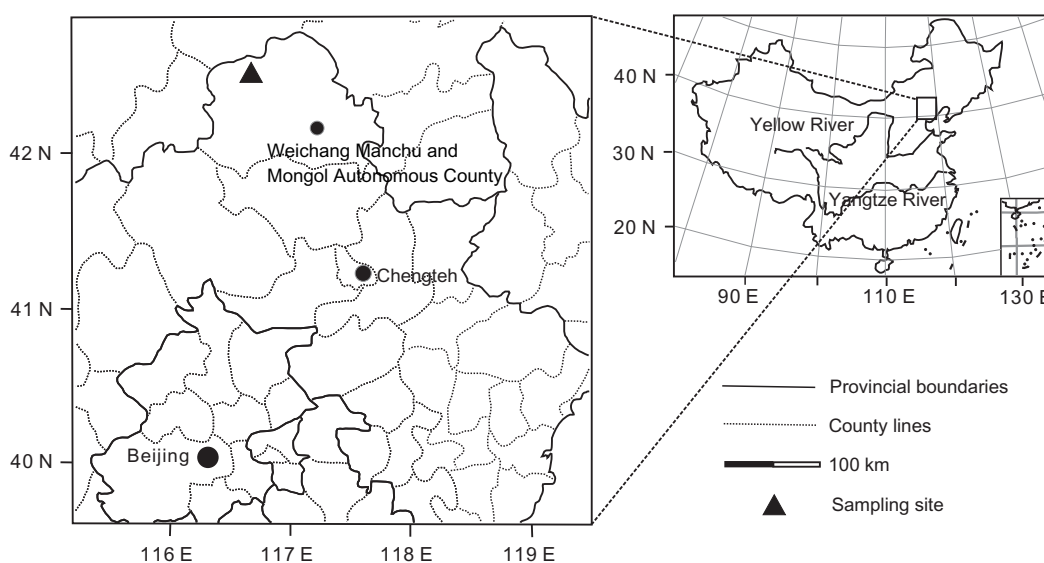 42 N
41 N
40 N
116 E
117 E
118 E
119 E
Weichang Manchu and
Mongol Autonomous County
Chengteh
Beijing
40 N
30 N
20 N
90 E
110 E
130 E
Yellow River
Yangtze River
Provincial boundaries
County lines
100 km
Sampling site